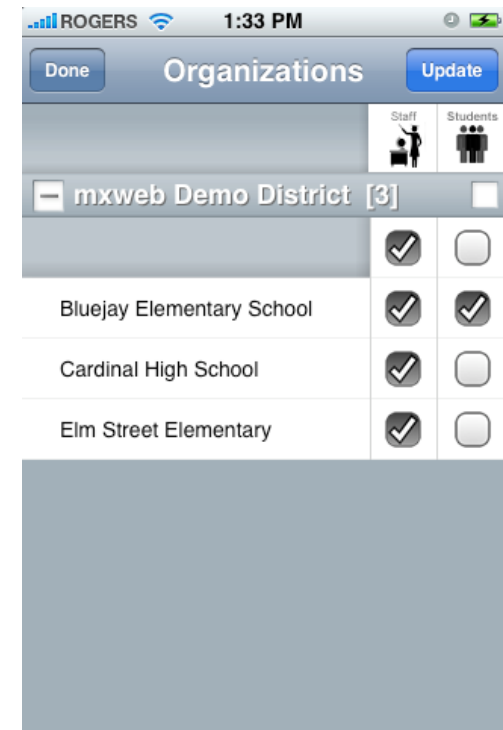 ROGERS 1:33 PM
Done Organizations Update
Staff Students
mxweb Demo District [3]
Bluejay Elementary School
Cardinal High School
Elm Street Elementary